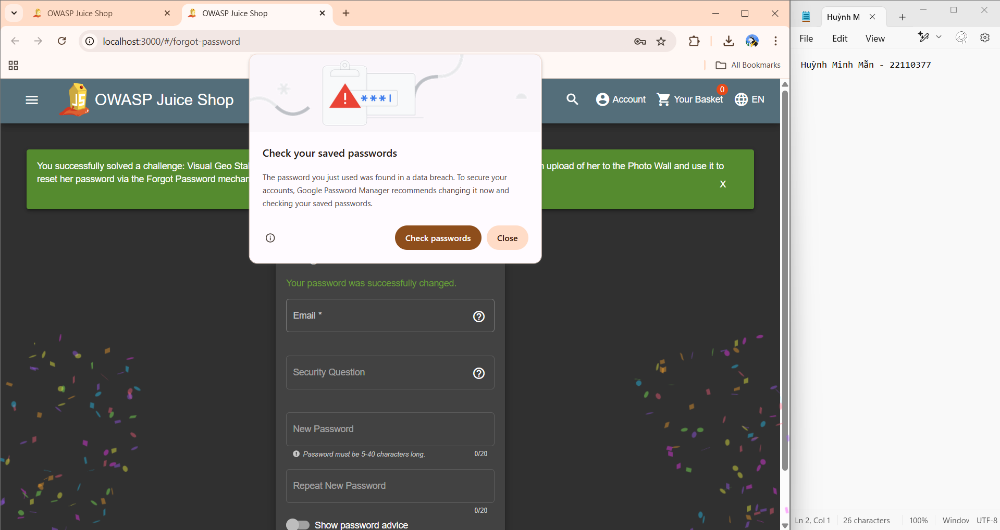 OWASP Juice Shop
OWASP Juice Shop
localhost:3000/#/forgot-password
All Bookmarks
OWASP Juice Shop
Account
0
Your Basket
EN
You successfully solved a challenge: Visual Geo Stal
n upload of her to the Photo Wall and use it to
reset her password via the Forgot Password mechan
X
***|
Check your saved passwords
The password you just used was found in a data breach. To secure your
accounts, Google Password Manager recommends changing it now and
checking your saved passwords.
Check passwords
Close
Your password was successfully changed.
Email *
Security Question
New Password
Password must be 5-40 characters long.
0/20
Repeat New Password
0/20
Show password advice
Huỳnh M
File
Edit
View
Huỳnh Minh Mẫn - 22110377
Ln 2, Col 1
26 characters
100%
Window
UTF-8